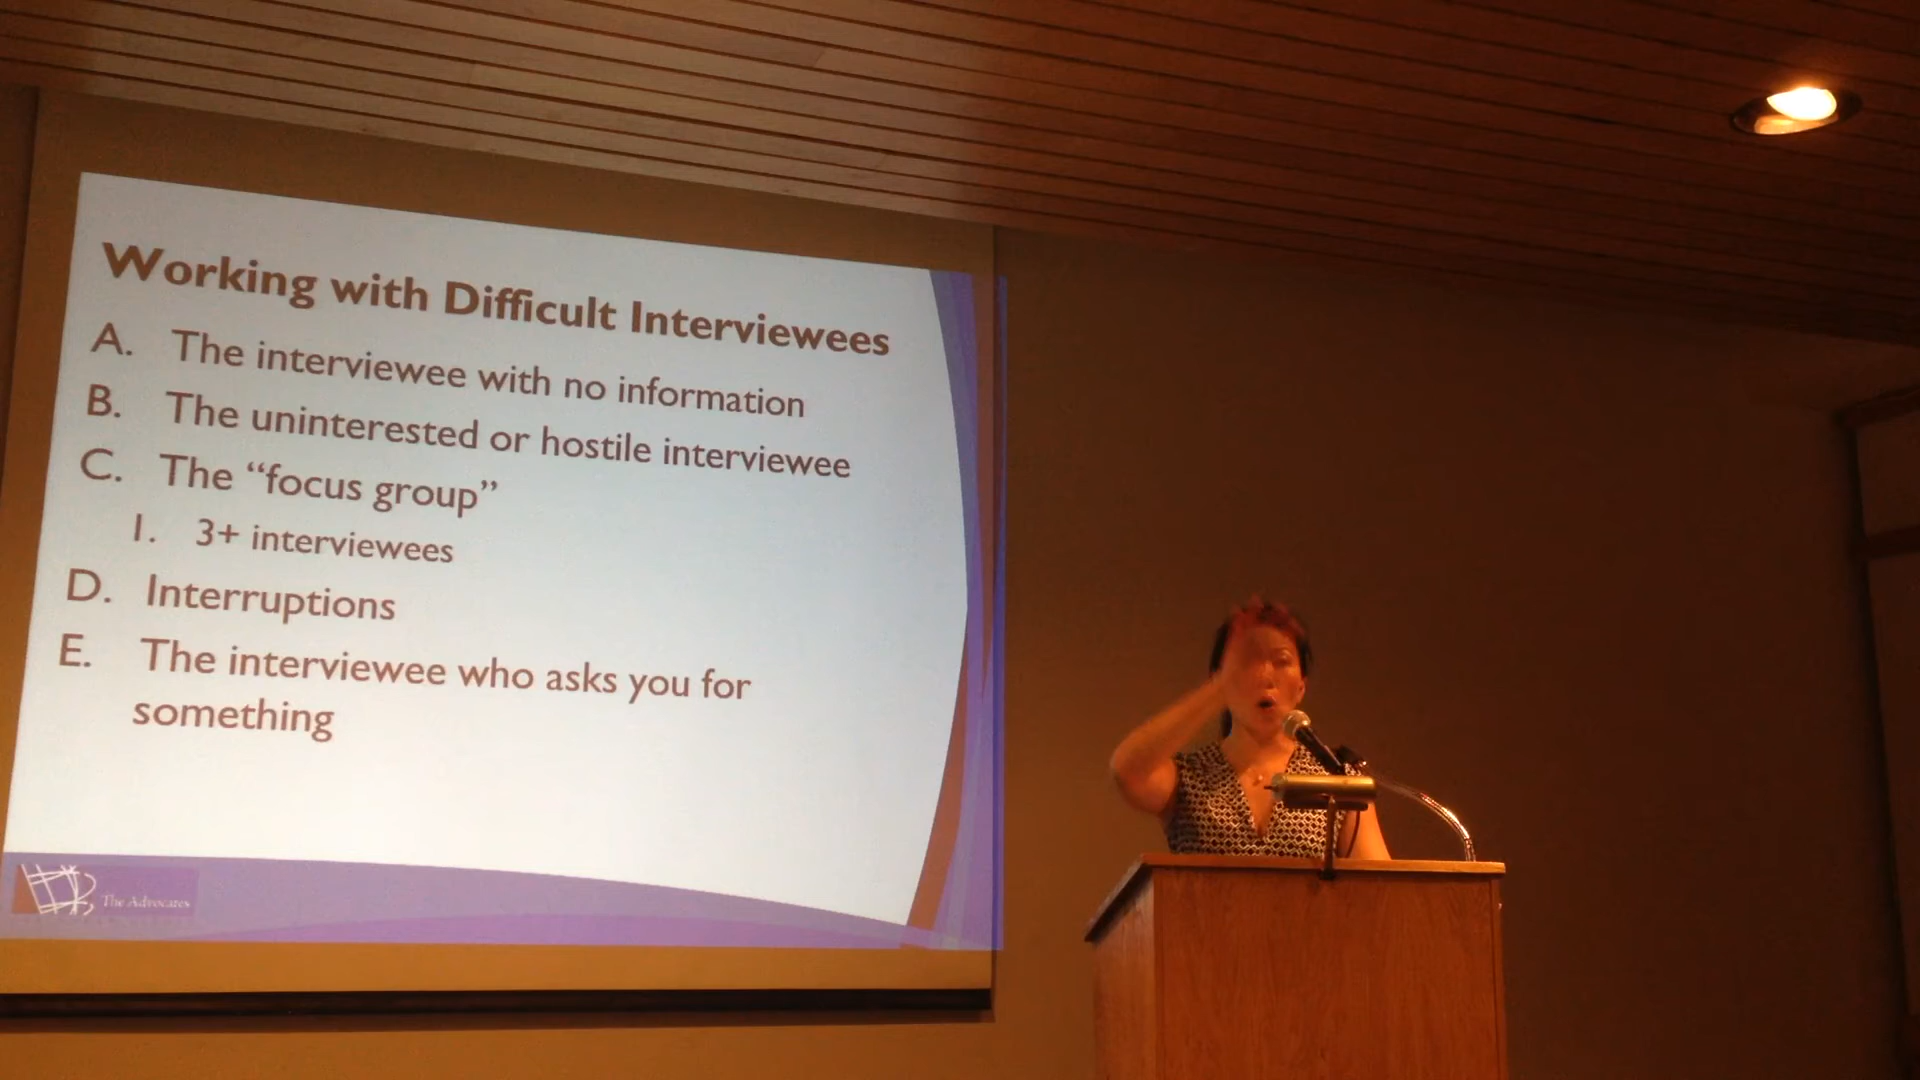 Working with Difficult Interviewees
A. The interviewee with no information
B. The uninterested or hostile interviewee
C. The “focus group”
1. 3+ interviewees
D. Interruptions
E. The interviewee who asks you for
something
The Advocates